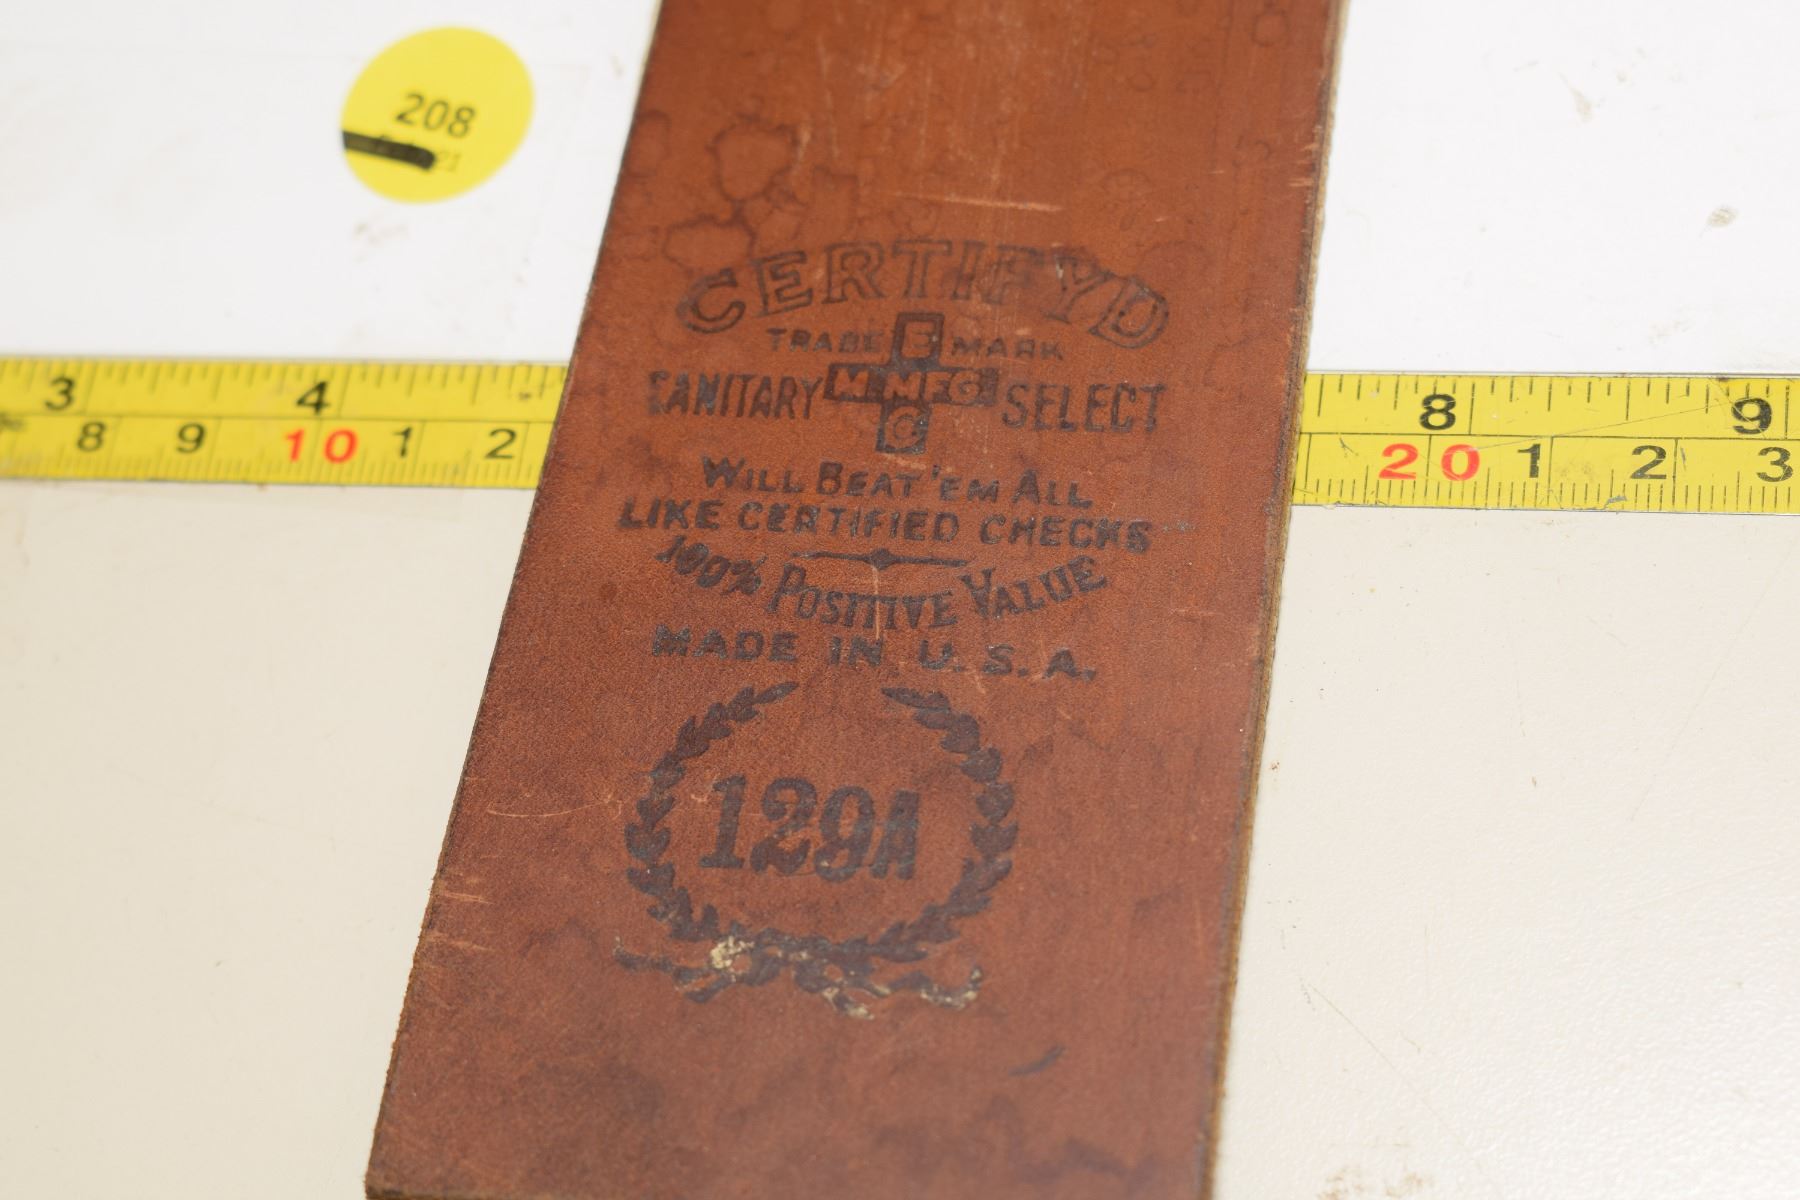 208
CERTIFYD
TRADE E MARK
SANITARY M.MFG SELECT
C
WILL BEAT 'EM ALL
LIKE CERTIFIED CHECKS
100% POSITIVE VALUE
MADE IN U.S.A.
129A
3 4 8 9
8 9 10 1 2 20 1 2 3